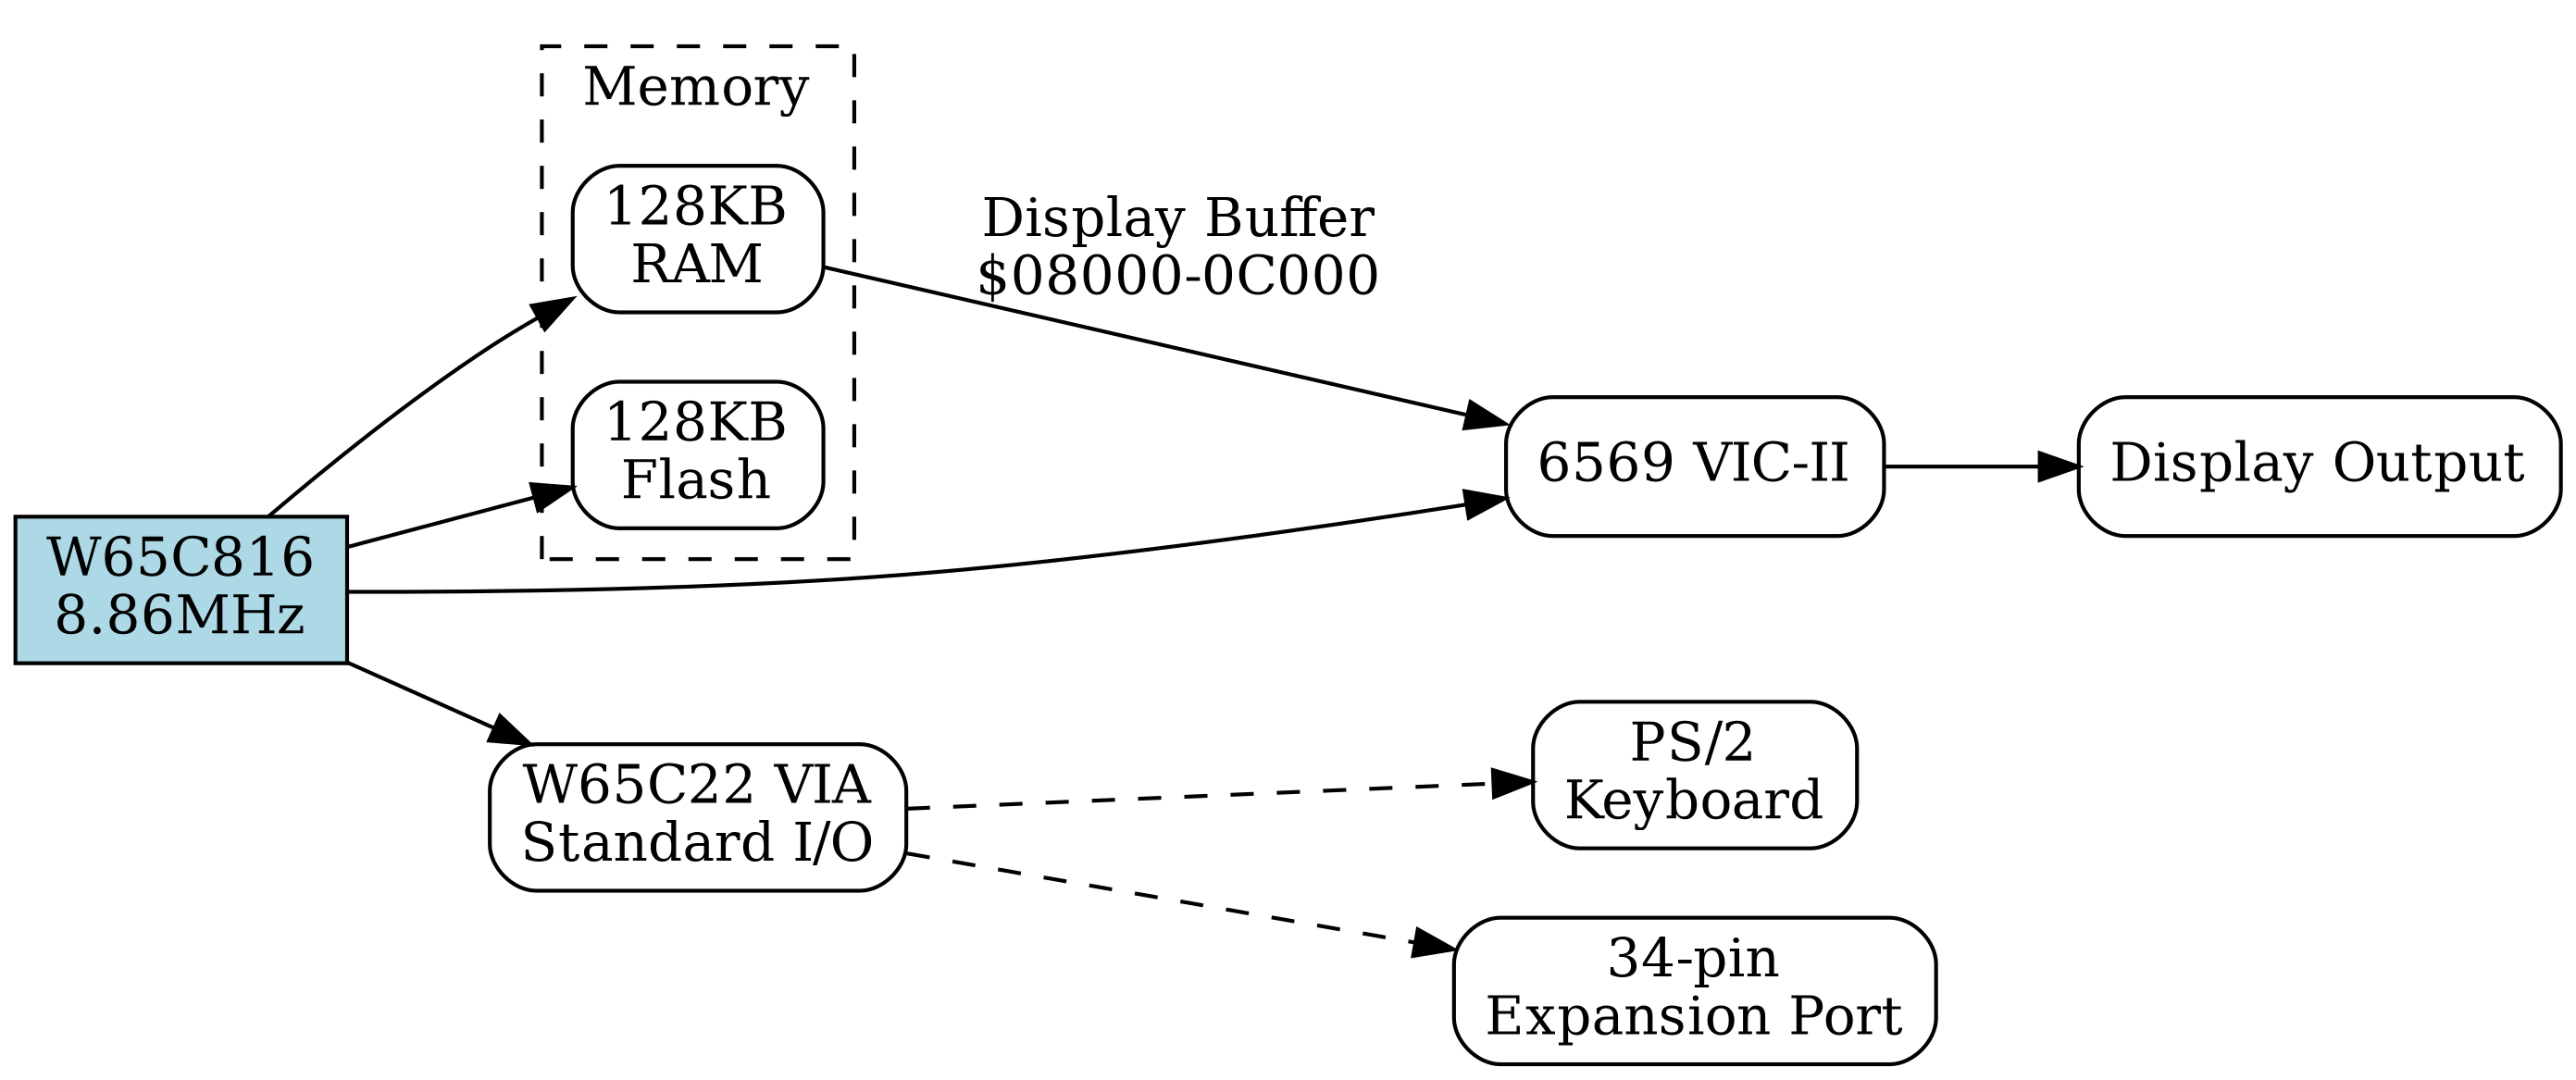 Memory
128KB
RAM
Display Buffer
$08000-0C000
128KB
Flash
6569 VIC-II
Display Output
W65C816
8.86MHz
W65C22 VIA
Standard I/O
PS/2
Keyboard
34-pin
Expansion Port